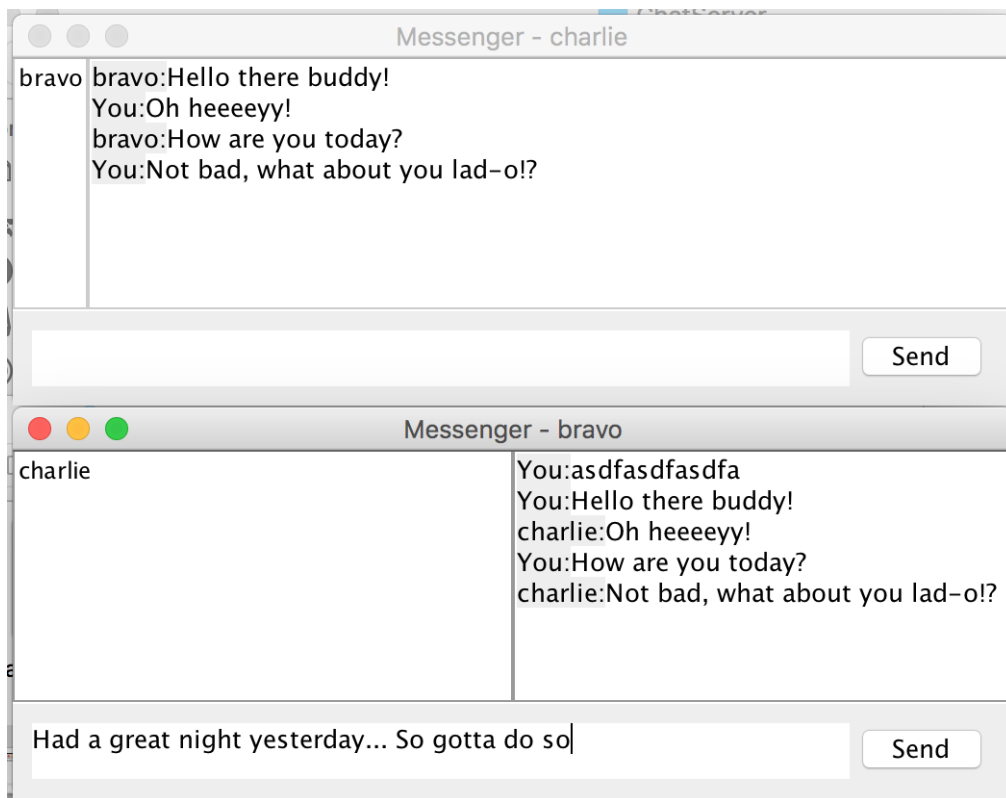 ChatServer
Messenger - charlie
bravo
bravo:Hello there buddy!
You:Oh heeeeyy!
bravo:How are you today?
You:Not bad, what about you lad-o!?
Send
Messenger - bravo
charlie
You:asdfasdfasdfa
You:Hello there buddy!
charlie:Oh heeeeyy!
You:How are you today?
charlie:Not bad, what about you lad-o!?
Had a great night yesterday... So gotta do so
Send